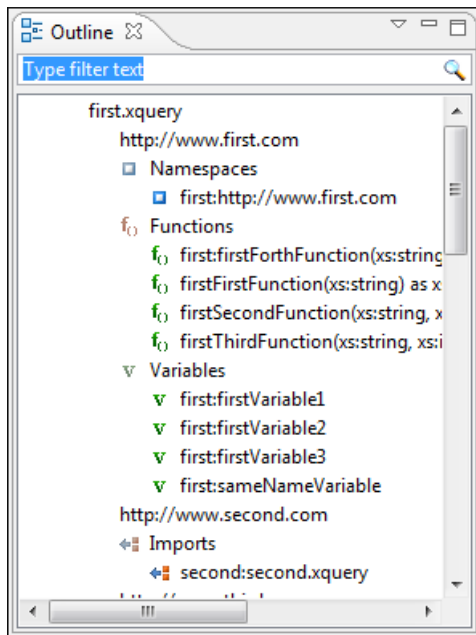 Outline
Type filter text
first.xquery
http://www.first.com
Namespaces
first:http://www.first.com
Functions
first:firstForthFunction(xs:string
firstFirstFunction(xs:string) as x
firstSecondFunction(xs:string, x
firstThirdFunction(xs:string, xs:i
Variables
first:firstVariable1
first:firstVariable2
first:firstVariable3
first:sameNameVariable
http://www.second.com
Imports
second:second.xquery